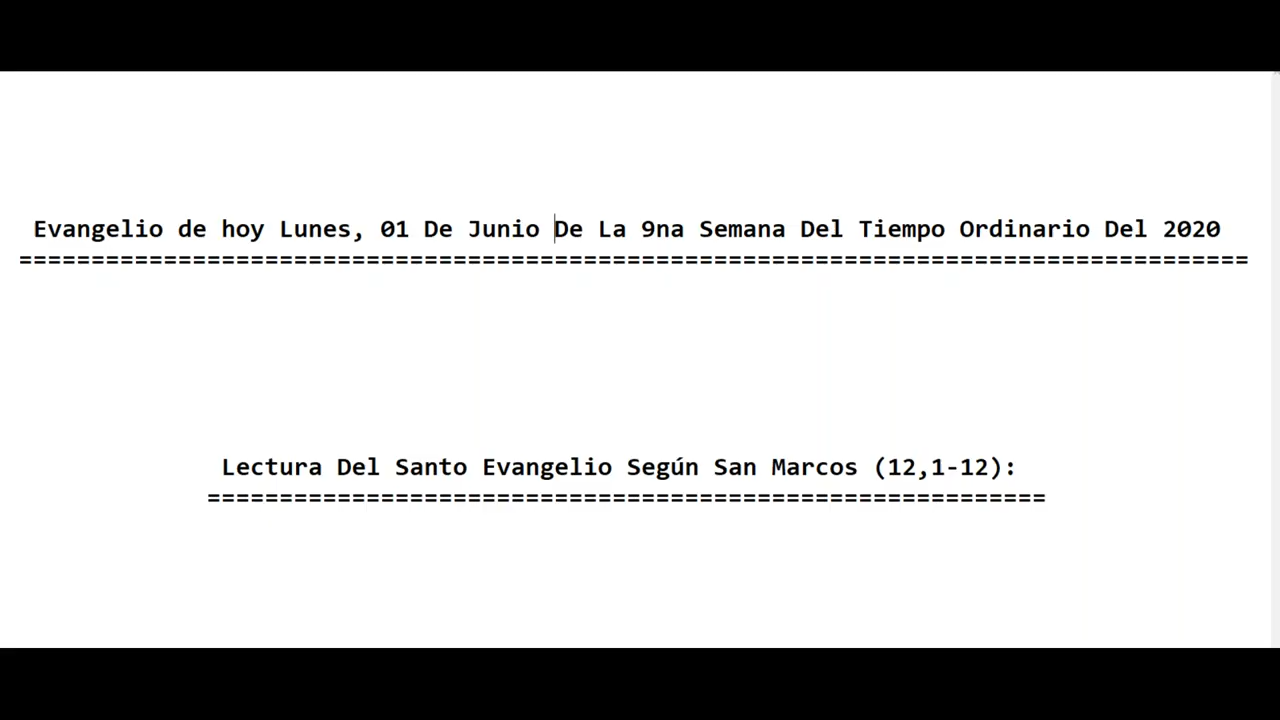 Evangelio de hoy Lunes, 01 De Junio De La 9na Semana Del Tiempo Ordinario Del 2020
=====================================================================================
Lectura Del Santo Evangelio Según San Marcos (12,1-12):
==========================================================